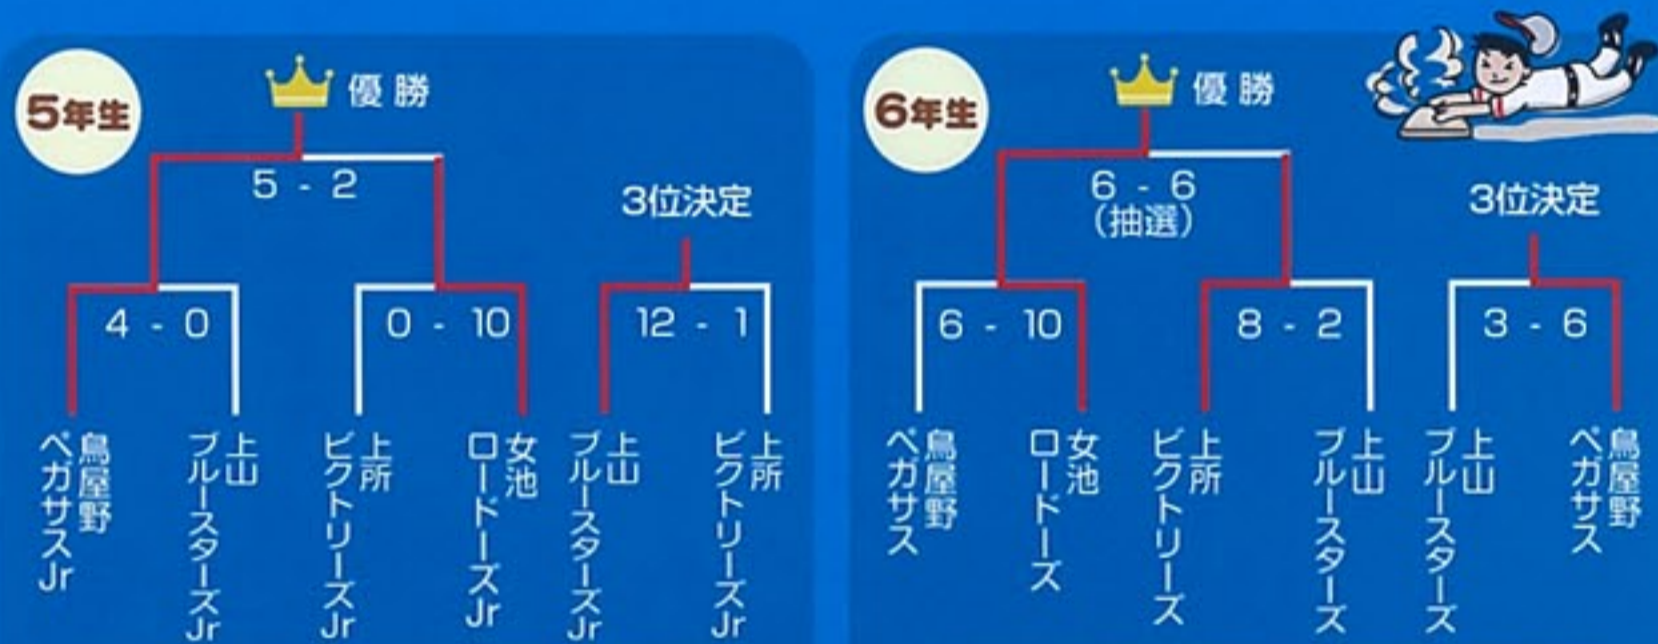 5年生
優勝
5 - 2
3位決定
4 - 0
0 - 10
12 - 1
鳥屋野
ペガサスJr
上山
ブルースターズJr
上所
ビクトリーズJr
女池
ロードーズJr
上山
ブルースターズJr
上所
ビクトリーズJr
6年生
優勝
6 - 6
(抽選)
3位決定
6 - 10
8 - 2
3 - 6
鳥屋野
ペガサス
女池
ロードーズ
上所
ビクトリーズ
上山
ブルースターズ
上山
ブルースターズ
鳥屋野
ペガサス